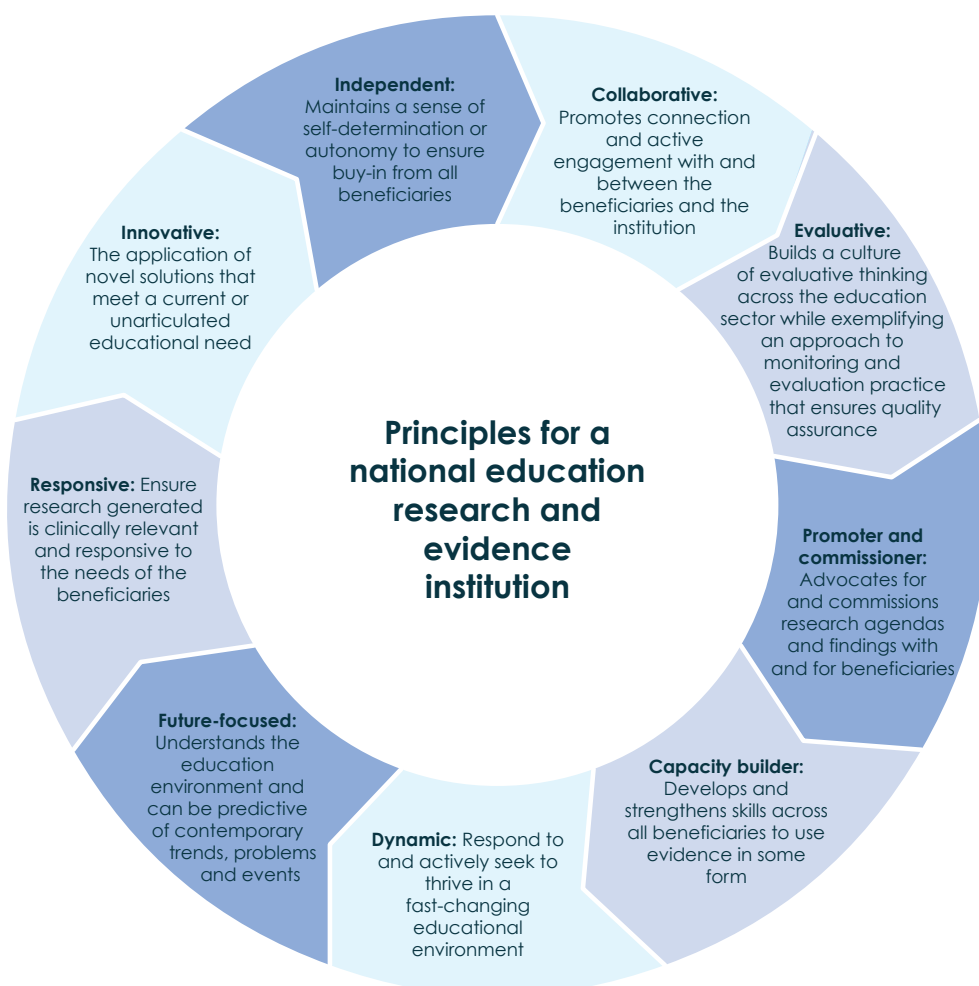 Principles for a
national education
research and
evidence
institution
Independent:
Maintains a sense of
self-determination or
autonomy to ensure
buy-in from all
beneficiaries
Collaborative:
Promotes connection
and active
engagement with and
between the
beneficiaries and the
institution
Evaluative:
Builds a culture
of evaluative thinking
across the education
sector while exemplifying
an approach to
monitoring and
evaluation practice
that ensures quality
assurance
Promoter and
commissioner:
Advocates for
and commissions
research agendas
and findings with
and for beneficiaries
Capacity builder:
Develops and
strengthens skills across
all beneficiaries to use
evidence in some
form
Dynamic: Respond to
and actively seek to
thrive in a
fast-changing
educational
environment
Future-focused:
Understands the
education
environment and
can be predictive
of contemporary
trends, problems
and events
Responsive: Ensure
research generated
is clinically relevant
and responsive to
the needs of the
beneficiaries
Innovative:
The application of
novel solutions that
meet a current or
unarticulated
educational need